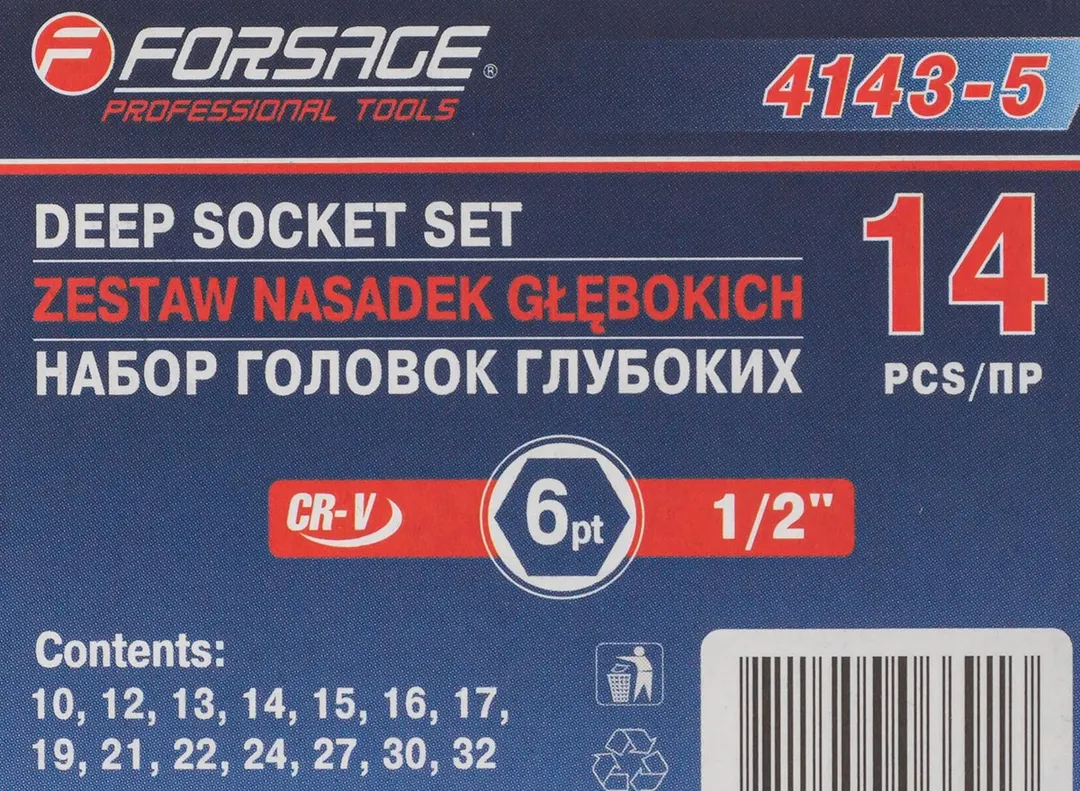 F FORSAGE®
PROFESSIONAL TOOLS
4143-5
DEEP SOCKET SET
ZESTAW NASADEK GŁĘBOKICH
НАБОР ГОЛОВОК ГЛУБОКИХ
14
PCS/ПР
CR-V
6pt
1/2"
Contents:
10, 12, 13, 14, 15, 16, 17,
19, 21, 22, 24, 27, 30, 32